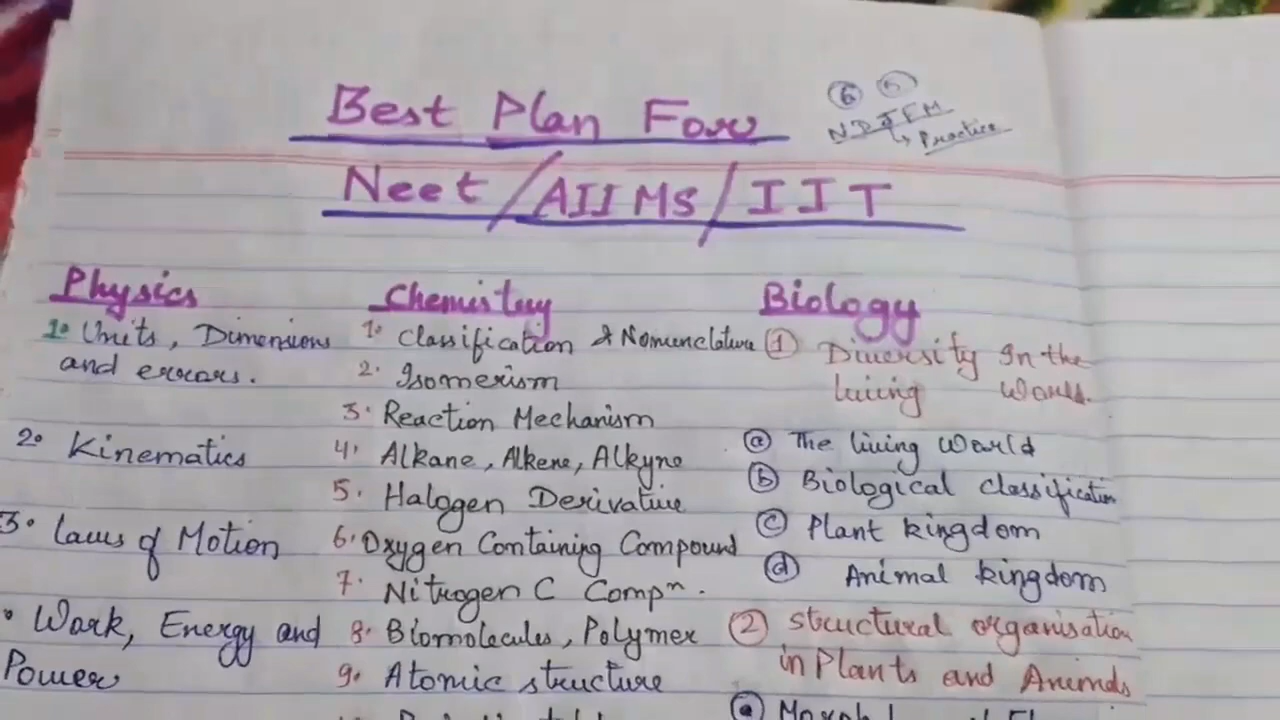 Best Plan For
Neet / AIIMS / IIT
6
NDJFM
↳ Practice
Physics
1. Units, Dimensions
and errors.
2. Kinematics
3. Laws of Motion
Work, Energy and
Power
Chemistry
1. Classification & Nomenclature
2. Isomerism
3. Reaction Mechanism
4. Alkane, Alkene, Alkyne
5. Halogen Derivative
6. Oxygen Containing Compound
7. Nitrogen C Compⁿ.
8. Biomolecules, Polymer
9. Atomic structure
Biology
① Diversity In the
living World.
ⓐ The living World
ⓑ Biological classification
ⓒ Plant kingdom
ⓓ Animal kingdom
② Structural organisation
in Plants and Animals
ⓐ